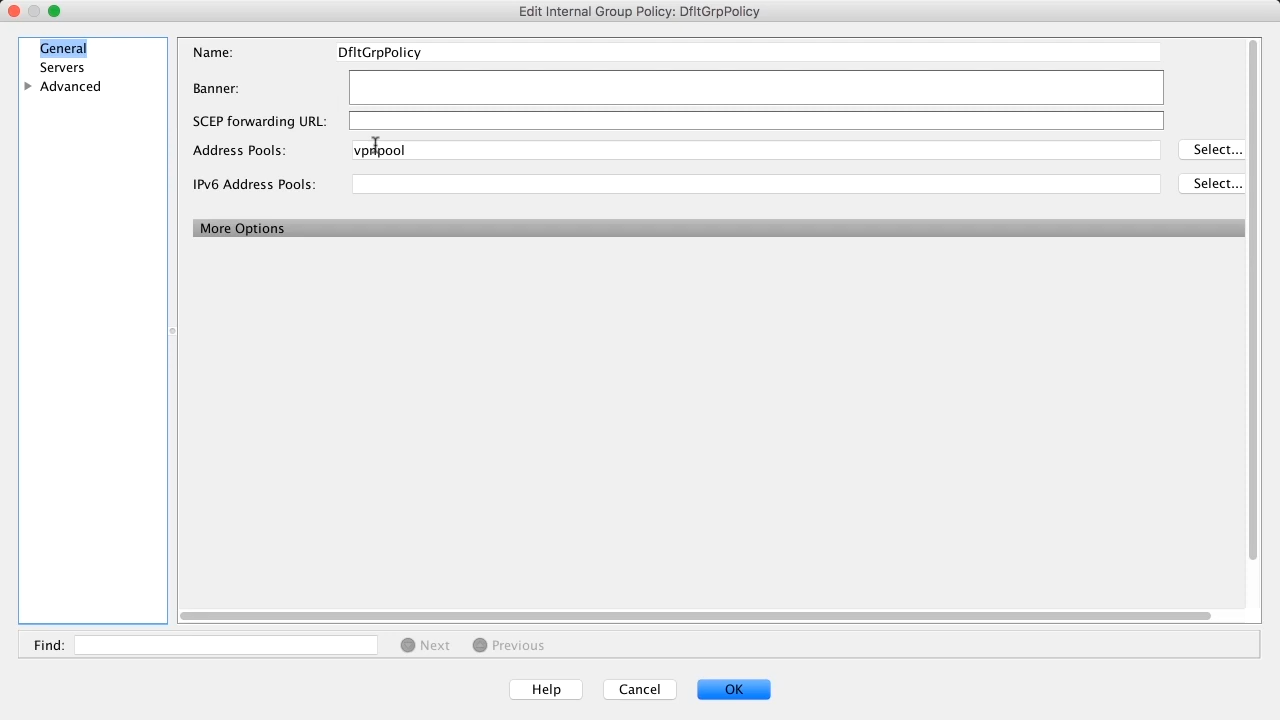 Edit Internal Group Policy: DfltGrpPolicy
General
Servers
Advanced
Name: DfltGrpPolicy
Banner:
SCEP forwarding URL:
Address Pools: vpnpool Select...
IPv6 Address Pools: Select...
More Options
Find: Next Previous
Help Cancel OK